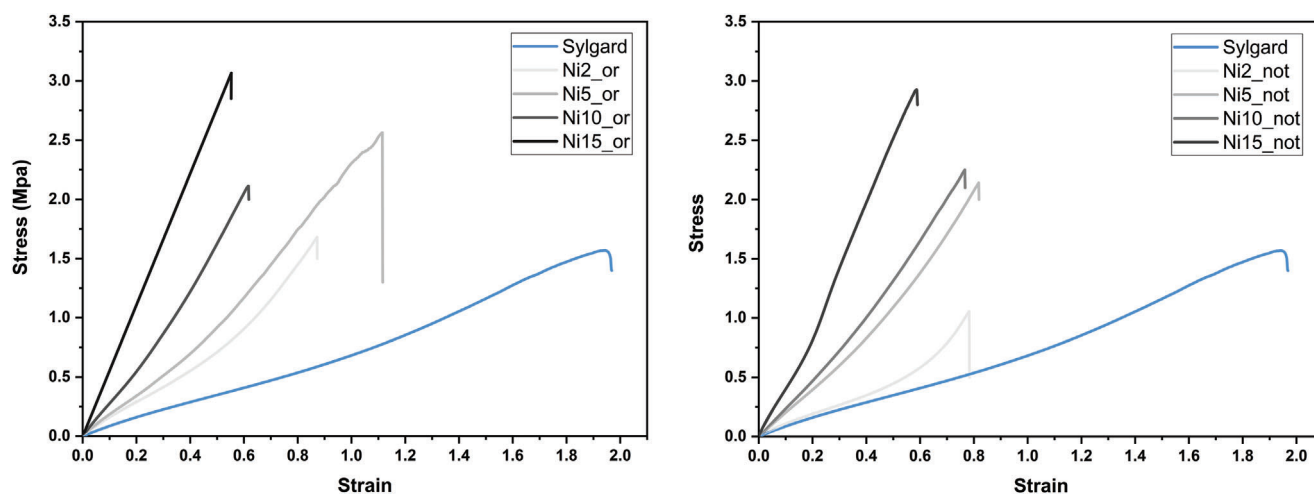 3.5
3.0
2.5
2.0
1.5
1.0
0.5
0.0
Stress (Mpa)
0.0 0.2 0.4 0.6 0.8 1.0 1.2 1.4 1.6 1.8 2.0
Strain
Sylgard
Ni2_or
Ni5_or
Ni10_or
Ni15_or
3.5
3.0
2.5
2.0
1.5
1.0
0.5
0.0
Stress
0.0 0.2 0.4 0.6 0.8 1.0 1.2 1.4 1.6 1.8 2.0
Strain
Sylgard
Ni2_not
Ni5_not
Ni10_not
Ni15_not